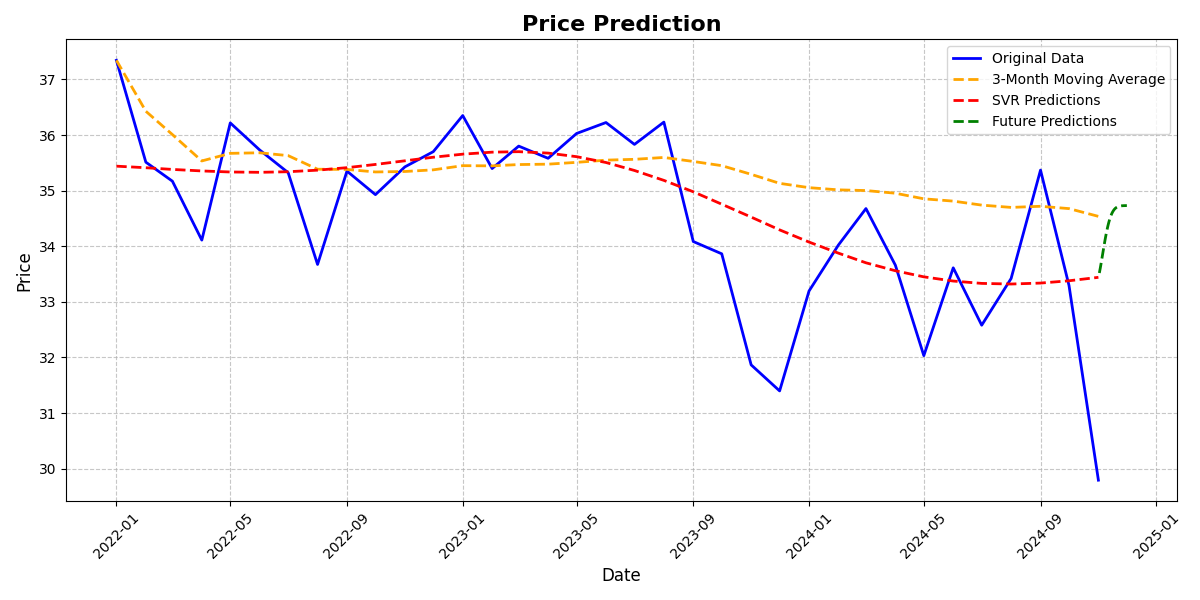 Price Prediction
Original Data
3-Month Moving Average
SVR Predictions
Future Predictions
Price
37
36
35
34
33
32
31
30
2022-01
2022-05
2022-09
2023-01
2023-05
2023-09
2024-01
2024-05
2024-09
2025-01
Date